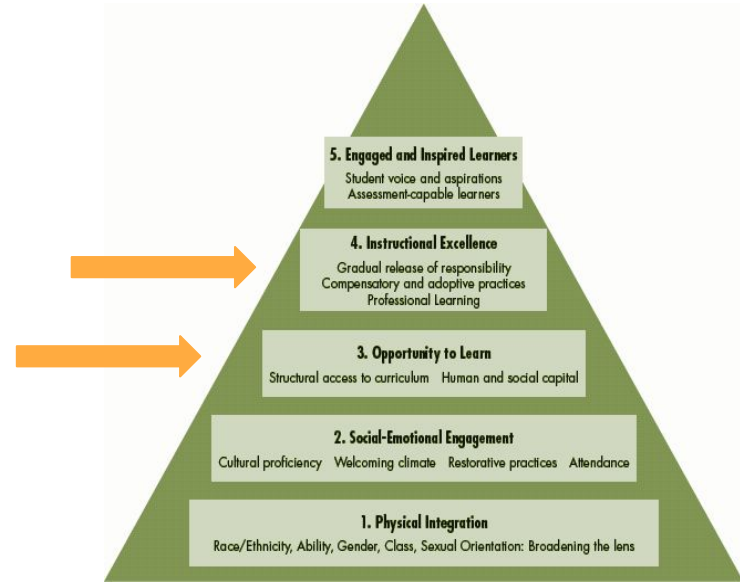 5. Engaged and Inspired Learners
Student voice and aspirations
Assessment-capable learners
4. Instructional Excellence
Gradual release of responsibility
Compensatory and adoptive practices
Professional Learning
3. Opportunity to Learn
Structural access to curriculum Human and social capital
2. Social-Emotional Engagement
Cultural proficiency Welcoming climate Restorative practices Attendance
1. Physical Integration
Race/Ethnicity, Ability, Gender, Class, Sexual Orientation: Broadening the lens